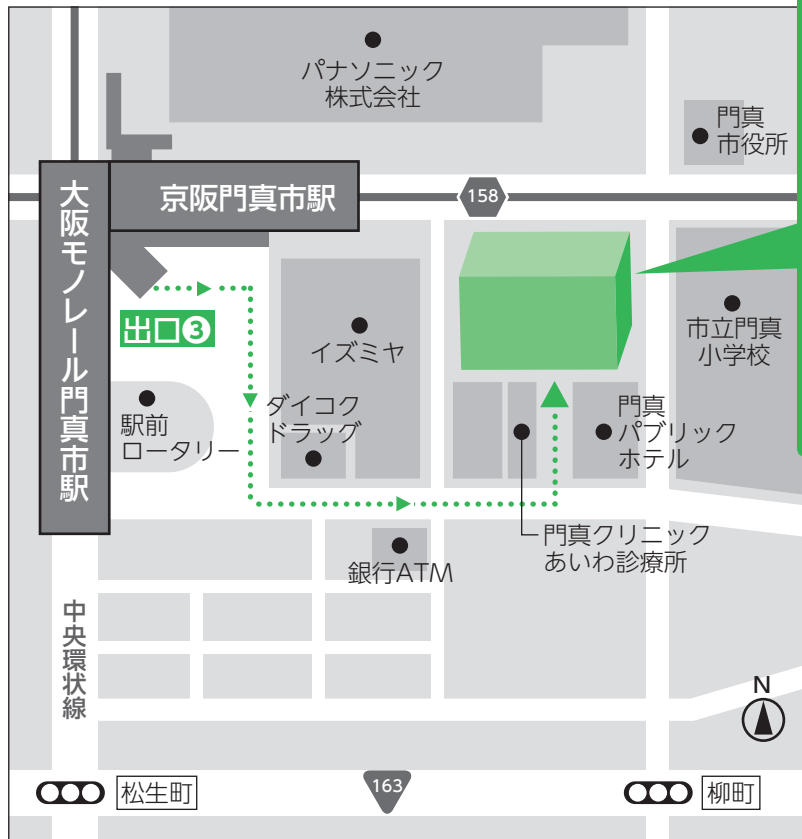 パナソニック
株式会社
門真
市役所
大阪モノレール門真市駅
京阪門真市駅
158
出口❸
イズミヤ
市立門真
小学校
駅前
ロータリー
ダイコク
ドラッグ
門真
パブリック
ホテル
門真クリニック
あいわ診療所
銀行ATM
中央環状線
N
松生町
163
柳町